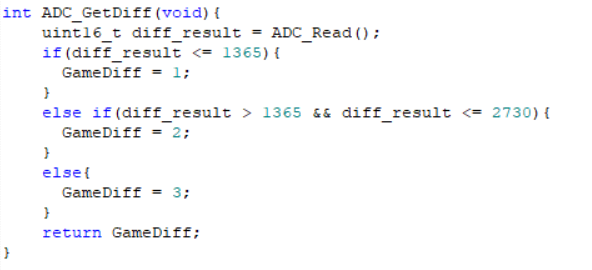 int ADC_GetDiff(void){
    uint16_t diff_result = ADC_Read();
    if(diff_result <= 1365){
      GameDiff = 1;
    }
    else if(diff_result > 1365 && diff_result <= 2730){
      GameDiff = 2;
    }
    else{
      GameDiff = 3;
    }
    return GameDiff;
}